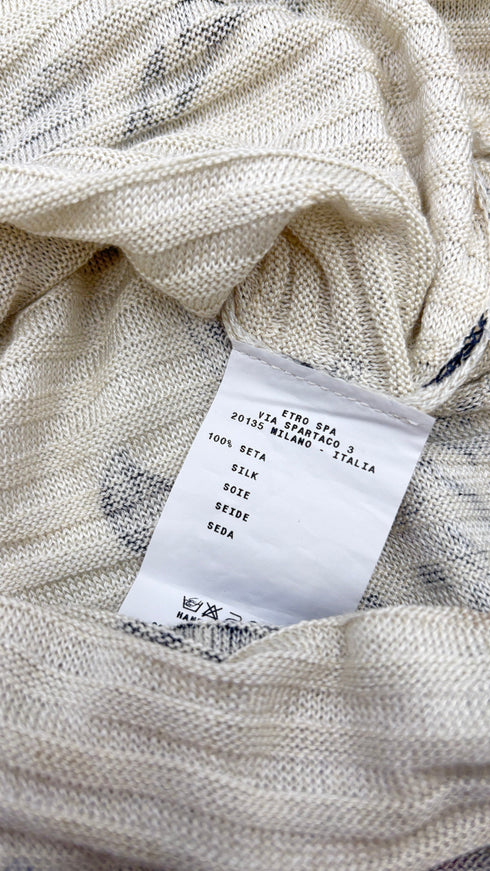 ETRO SPA
VIA SPARTACO 3
20135 MILANO - ITALIA
100% SETA
SILK
SOIE
SEIDE
SEDA